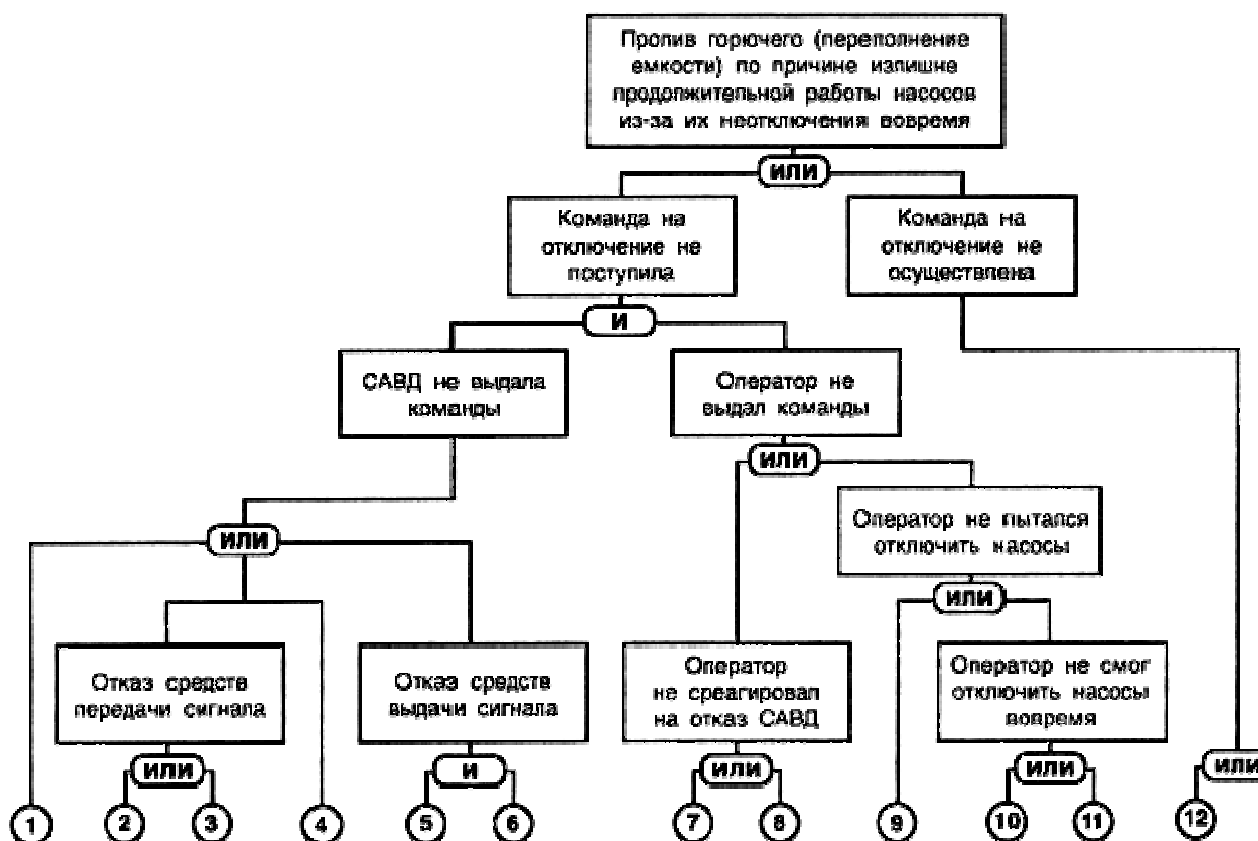 Пролив горючего (переполнение
емкости) по причине излишне
продолжительной работы насосов
из-за их неотключения вовремя
ИЛИ
Команда на
отключение не
поступила
Команда на
отключение не
осуществлена
И
САВД не выдала
команды
Оператор не
выдал команды
ИЛИ
Оператор не пытался
отключить насосы
ИЛИ
ИЛИ
Отказ средств
передачи сигнала
Отказ средств
выдачи сигнала
Оператор
не среагировал
на отказ САВД
Оператор не смог
отключить насосы
вовремя
ИЛИ
И
ИЛИ
ИЛИ
ИЛИ
1
2
3
4
5
6
7
8
9
10
11
12